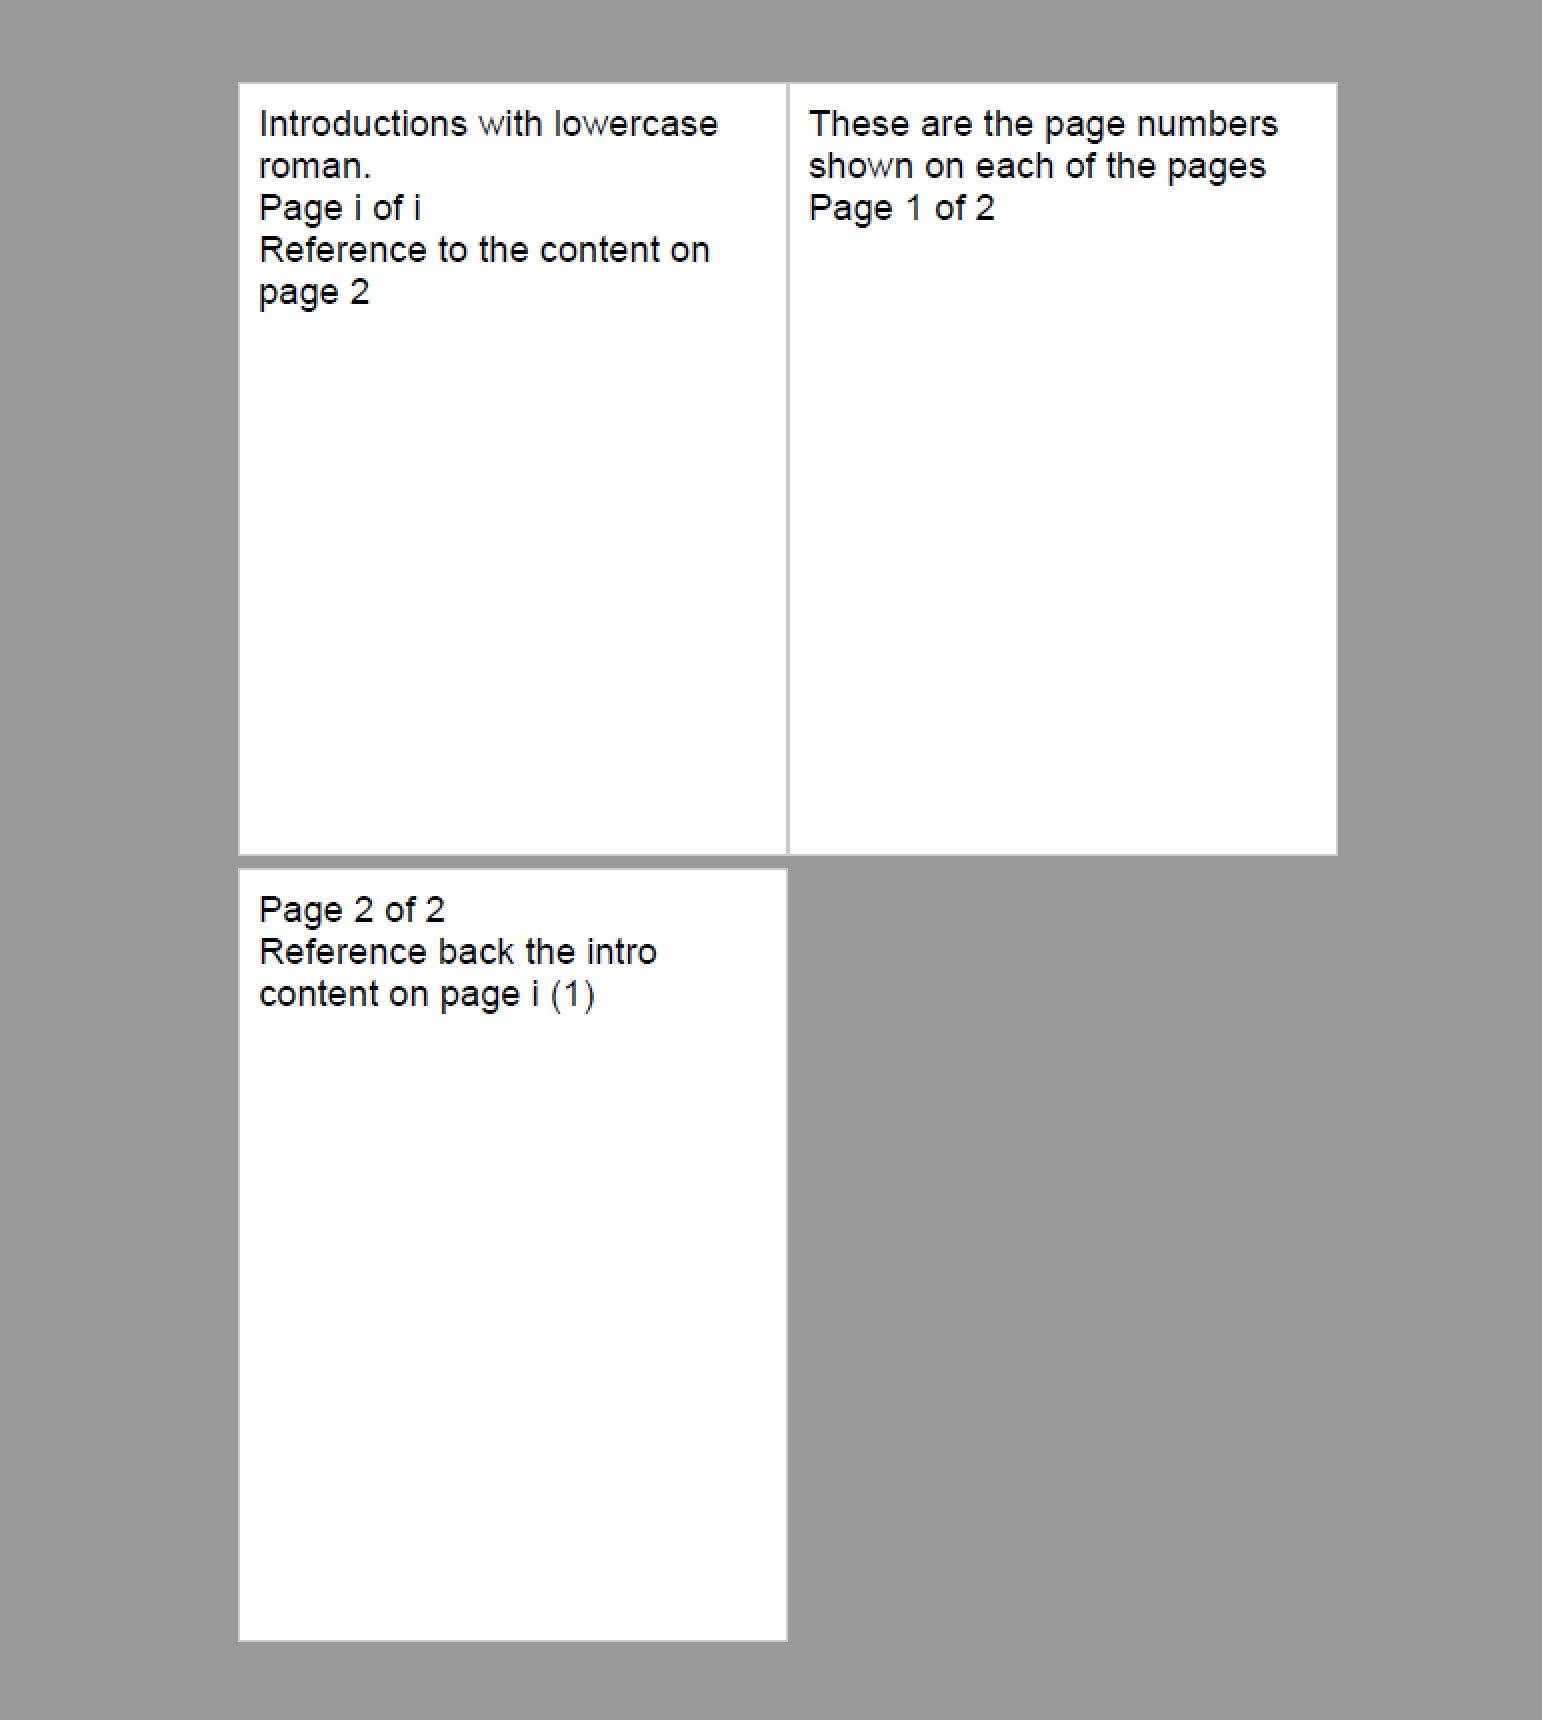 Introductions with lowercase
roman.
Page i of i
Reference to the content on
page 2
These are the page numbers
shown on each of the pages
Page 1 of 2
Page 2 of 2
Reference back the intro
content on page i (1)